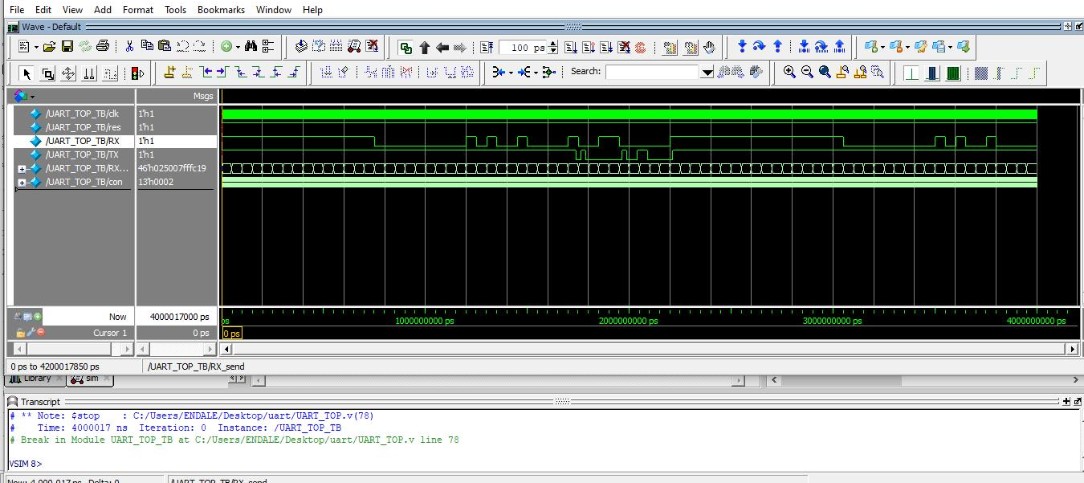 File Edit View Add Format Tools Bookmarks Window Help
Wave - Default
100 ps
Search:
Msgs
/UART_TOP_TB/clk 1'h1
/UART_TOP_TB/res 1'h1
/UART_TOP_TB/RX 1'h1
/UART_TOP_TB/TX 1'h1
/UART_TOP_TB/RX... 46'h025007fffc19
/UART_TOP_TB/con 13'h0002
Now 4000017000 ps ps 1000000000 ps 2000000000 ps 3000000000 ps 4000000000 ps
Cursor 1 0 ps 0 ps
0 ps to 4200017850 ps /UART_TOP_TB/RX_send
Library sim
Transcript
# ** Note: $stop : C:/Users/ENDALE/Desktop/uart/UART_TOP.v(78)
# Time: 4000017 ns Iteration: 0 Instance: /UART_TOP_TB
# Break in Module UART_TOP_TB at C:/Users/ENDALE/Desktop/uart/UART_TOP.v line 78
VSIM 8>
Now: 4,000,017 ns Delta: 0 /UART_TOP_TB/RX_send